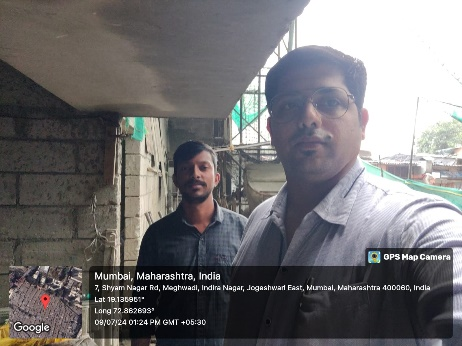 GPS Map Camera
Mumbai, Maharashtra, India
7, Shyam Nagar Rd, Meghwadi, Indira Nagar, Jogeshwari East, Mumbai, Maharashtra 400060, India
Lat 19.135951°
Long 72.862693°
09/07/24 01:24 PM GMT +05:30
Google